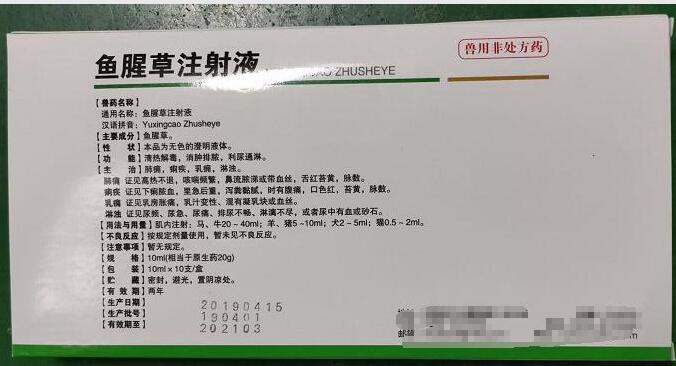 兽用非处方药
鱼腥草注射液
CAO ZHUSHEYE
【兽药名称】
通用名称：鱼腥草注射液
汉语拼音：Yuxingcao Zhusheye
【主要成分】鱼腥草。
【性 状】本品为无色的澄明液体。
【功 能】清热解毒，消肿排脓，利尿通淋。
【主 治】肺痈，痢疾，乳痈，淋浊。
肺痈 证见高热不退，咳喘频繁，鼻流脓涕或带血丝，舌红苔黄，脉数。
痢疾 证见下痢脓血，里急后重，泻粪黏腻，时有腹痛，口色红，苔黄，脉数。
乳痈 证见乳房胀痛，乳汁变性、混有凝乳块或血丝。
淋浊 证见尿频、尿急、尿痛、排尿不畅、淋漓不尽，或者尿中有血或砂石。
【用法与用量】肌内注射：马、牛20～40ml；羊、猪5～10ml；犬2～5ml；猫0.5～2ml。
【不良反应】按规定剂量使用，暂未见不良反应。
【注意事项】暂无规定。
【规 格】10ml(相当于原生药20g)
【包 装】10ml×10支/盒
【贮 藏】密封，避光，置阴凉处。
【有 效 期】两年
【生产日期】20190415
【生产批号】190401
【有效期至】202103
邮
m